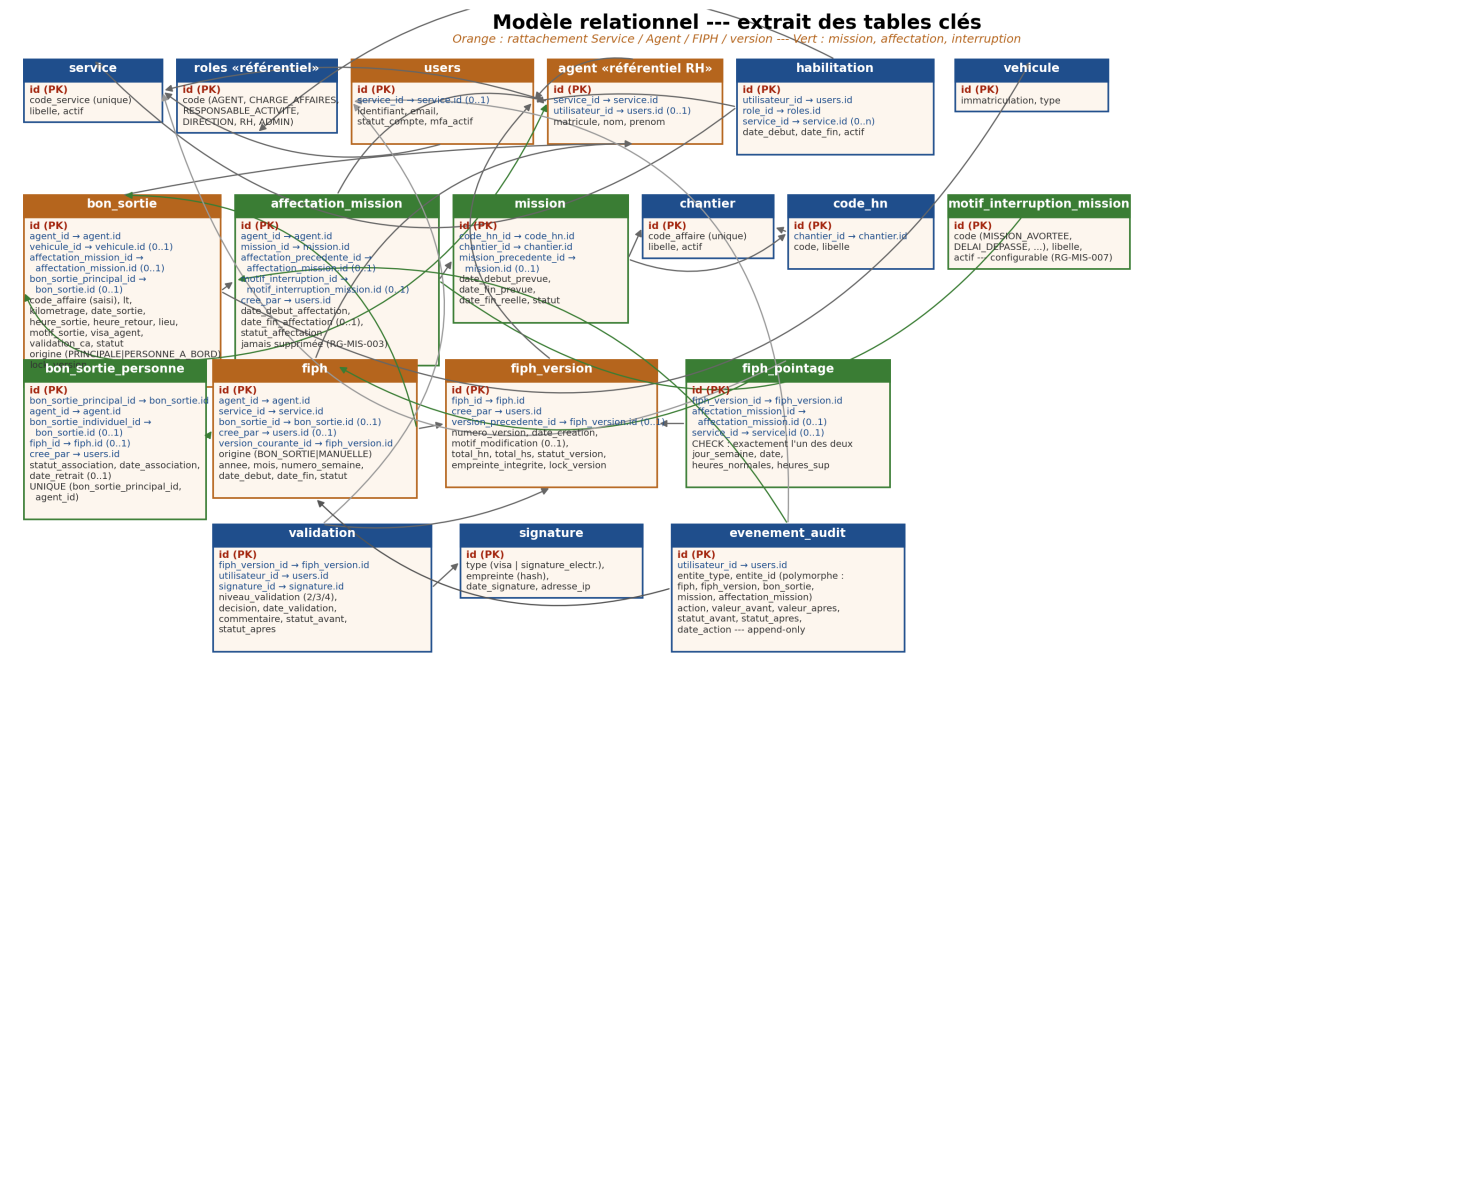 Modèle relationnel --- extrait des tables clés
Orange : rattachement Service / Agent / FIPH / version --- Vert : mission, affectation, interruption
service
id (PK)
code_service (unique)
libelle, actif
roles «référentiel»
id (PK)
code (AGENT, CHARGE_AFFAIRES,
RESPONSABLE_ACTIVITE,
DIRECTION, RH, ADMIN)
users
id (PK)
service_id → service.id (0..1)
identifiant, email,
statut_compte, mfa_actif
agent «référentiel RH»
id (PK)
service_id → service.id
utilisateur_id → users.id (0..1)
matricule, nom, prenom
habilitation
id (PK)
utilisateur_id → users.id
role_id → roles.id
service_id → service.id (0..n)
date_debut, date_fin, actif
vehicule
id (PK)
immatriculation, type
bon_sortie
id (PK)
agent_id → agent.id
vehicule_id → vehicule.id (0..1)
affectation_mission_id →
affectation_mission.id (0..1)
bon_sortie_principal_id →
bon_sortie.id (0..1)
code_affaire (saisi), lt,
kilometrage, date_sortie,
heure_sortie, heure_retour, lieu,
motif_sortie, visa_agent,
validation_ca, statut
origine (PRINCIPALE|PERSONNE_A_BORD)
affectation_mission
id (PK)
agent_id → agent.id
mission_id → mission.id
affectation_precedente_id →
affectation_mission.id (0..1)
motif_interruption_id →
motif_interruption_mission.id (0..1)
cree_par → users.id
date_debut_affectation,
date_fin_affectation (0..1),
statut_affectation
jamais supprimée (RG-MIS-003)
mission
id (PK)
code_hn_id → code_hn.id
chantier_id → chantier.id
mission_precedente_id →
mission.id (0..1)
date_debut_prevue,
date_fin_prevue,
date_fin_reelle, statut
chantier
id (PK)
code_affaire (unique)
libelle, actif
code_hn
id (PK)
chantier_id → chantier.id
code, libelle
motif_interruption_mission
id (PK)
code (MISSION_AVORTEE,
DELAI_DEPASSE, ...), libelle,
actif --- configurable (RG-MIS-007)
bon_sortie_personne
id (PK)
bon_sortie_principal_id → bon_sortie.id
agent_id → agent.id
bon_sortie_individuel_id →
bon_sortie.id (0..1)
fiph_id → fiph.id (0..1)
cree_par → users.id
statut_association, date_association,
date_retrait (0..1)
UNIQUE (bon_sortie_principal_id,
agent_id)
fiph
id (PK)
agent_id → agent.id
service_id → service.id
bon_sortie_id → bon_sortie.id (0..1)
cree_par → users.id (0..1)
version_courante_id → fiph_version.id
origine (BON_SORTIE|MANUELLE)
annee, mois, numero_semaine,
date_debut, date_fin, statut
fiph_version
id (PK)
fiph_id → fiph.id
cree_par → users.id
version_precedente_id → fiph_version.id (0..1)
numero_version, date_creation,
motif_modification (0..1),
total_hn, total_hs, statut_version,
empreinte_integrite, lock_version
fiph_pointage
id (PK)
fiph_version_id → fiph_version.id
affectation_mission_id →
affectation_mission.id (0..1)
service_id → service.id (0..1)
CHECK : exactement l'un des deux
jour_semaine, date,
heures_normales, heures_sup
validation
id (PK)
fiph_version_id → fiph_version.id
utilisateur_id → users.id
signature_id → signature.id
niveau_validation (2/3/4),
decision, date_validation,
commentaire, statut_avant,
statut_apres
signature
id (PK)
type (visa | signature_electr.),
empreinte (hash),
date_signature, adresse_ip
evenement_audit
id (PK)
utilisateur_id → users.id
entite_type, entite_id (polymorphe :
fiph, fiph_version, bon_sortie,
mission, affectation_mission)
action, valeur_avant, valeur_apres,
statut_avant, statut_apres,
date_action --- append-only